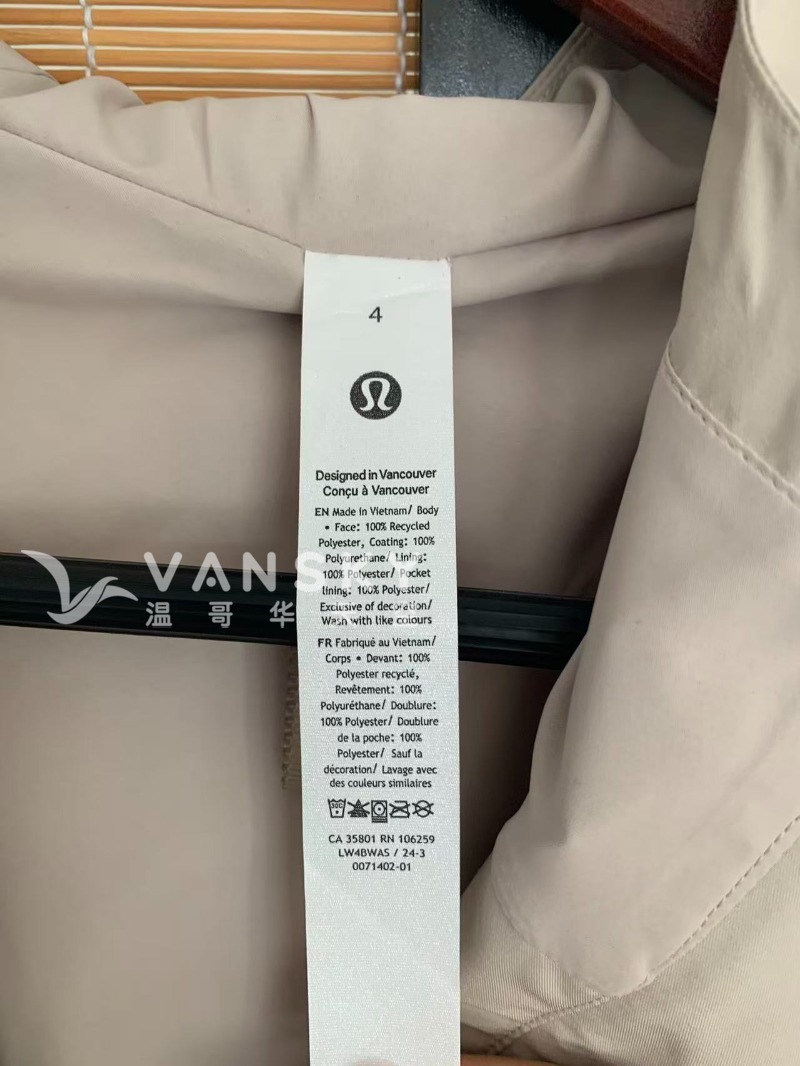 4
Designed in Vancouver
Conçu à Vancouver
EN Made in Vietnam/ Body
• Face: 100% Recycled
Polyester, Coating: 100%
Polyurethane/ Lining:
100% Polyester/ Pocket
lining: 100% Polyester/
Exclusive of decoration/
Wash with like colours
VANSKY
温哥华
FR Fabriqué au Vietnam/
Corps • Devant: 100%
Polyester recyclé,
Revêtement: 100%
Polyuréthane/ Doublure:
100% Polyester/ Doublure
de la poche: 100%
Polyester/ Sauf la
décoration/ Lavage avec
des couleurs similaires
30C
CA 35801 RN 106259
LW4BWAS / 24-3
0071402-01